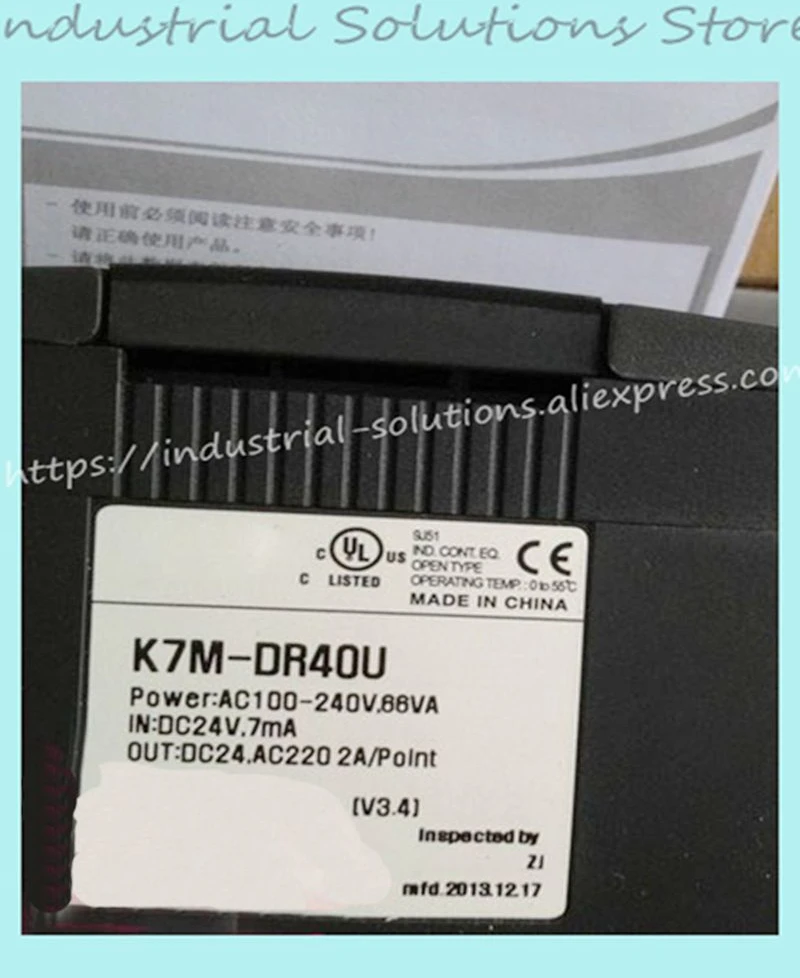 ndustrial Solutions Store
- 使用前必须阅读注意安全事项!
请正确使用产品。
https://industrial-solutions.aliexpress.com
C UL US
C LISTED
9J51
IND. CONT. EQ.
OPEN TYPE
OPERATING TEMP.:0 to 55℃
CE
MADE IN CHINA
K7M-DR40U
Power:AC100-240V,66VA
IN:DC24V,7mA
OUT:DC24,AC220 2A/Point
(V3.4)
Inspected by
ZJ
mfd.2013.12.17